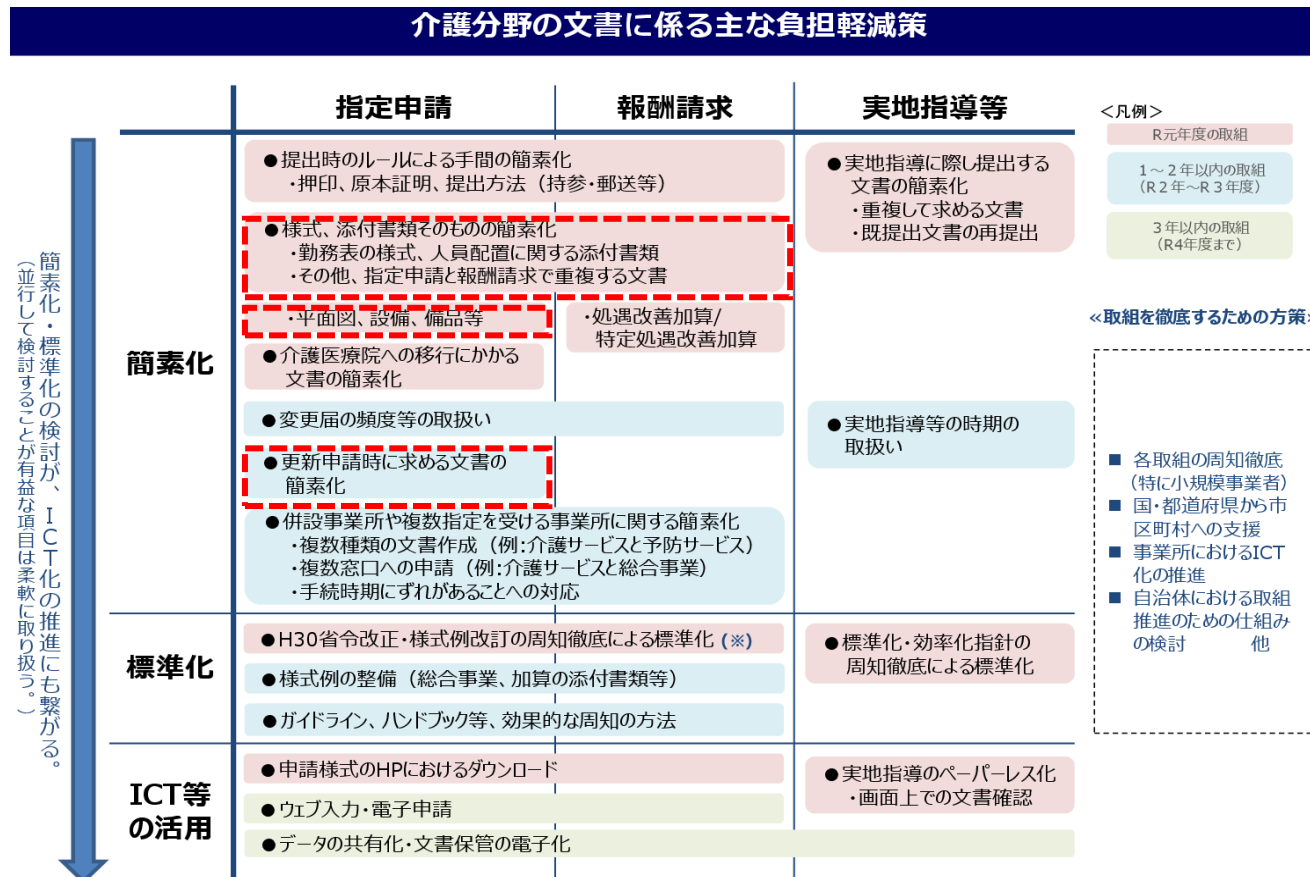 介護分野の文書に係る主な負担軽減策
指定申請
報酬請求
実地指導等
＜凡例＞
R元年度の取組
1～2年以内の取組
（R２年～R３年度）
3年以内の取組
（R4年度まで）
簡素化・標準化の検討が、ＩＣＴ化の推進にも繋がる。
（並行して検討することが有益な項目は柔軟に取り扱う。）
簡素化
●提出時のルールによる手間の簡素化
・押印、原本証明、提出方法（持参・郵送等）
●様式、添付書類そのものの簡素化
・勤務表の様式、人員配置に関する添付書類
・その他、指定申請と報酬請求で重複する文書
・平面図、設備、備品等
・処遇改善加算/
特定処遇改善加算
●介護医療院への移行にかかる
文書の簡素化
●変更届の頻度等の取扱い
●更新申請時に求める文書の
簡素化
●併設事業所や複数指定を受ける事業所に関する簡素化
・複数種類の文書作成（例:介護サービスと予防サービス）
・複数窓口への申請（例:介護サービスと総合事業）
・手続時期にずれがあることへの対応
●実地指導に際し提出する
文書の簡素化
・重複して求める文書
・既提出文書の再提出
●実地指導等の時期の
取扱い
標準化
●H30省令改正・様式例改訂の周知徹底による標準化（※）
●様式例の整備（総合事業、加算の添付書類等）
●ガイドライン、ハンドブック等、効果的な周知の方法
●標準化・効率化指針の
周知徹底による標準化
ICT等
の活用
●申請様式のHPにおけるダウンロード
●ウェブ入力・電子申請
●データの共有化・文書保管の電子化
●実地指導のペーパーレス化
・画面上での文書確認
≪取組を徹底するための方策≫
■ 各取組の周知徹底
（特に小規模事業者）
■ 国・都道府県から市
区町村への支援
■ 事業所におけるICT
化の推進
■ 自治体における取組
推進のための仕組み
の検討　　他